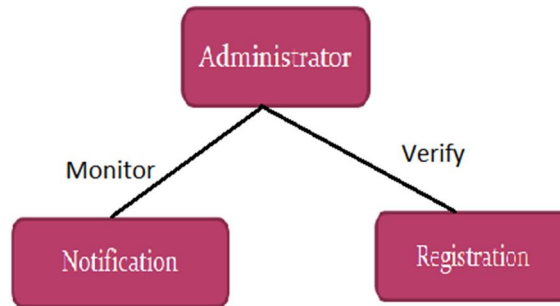 Administrator
Monitor
Verify
Notification
Registration